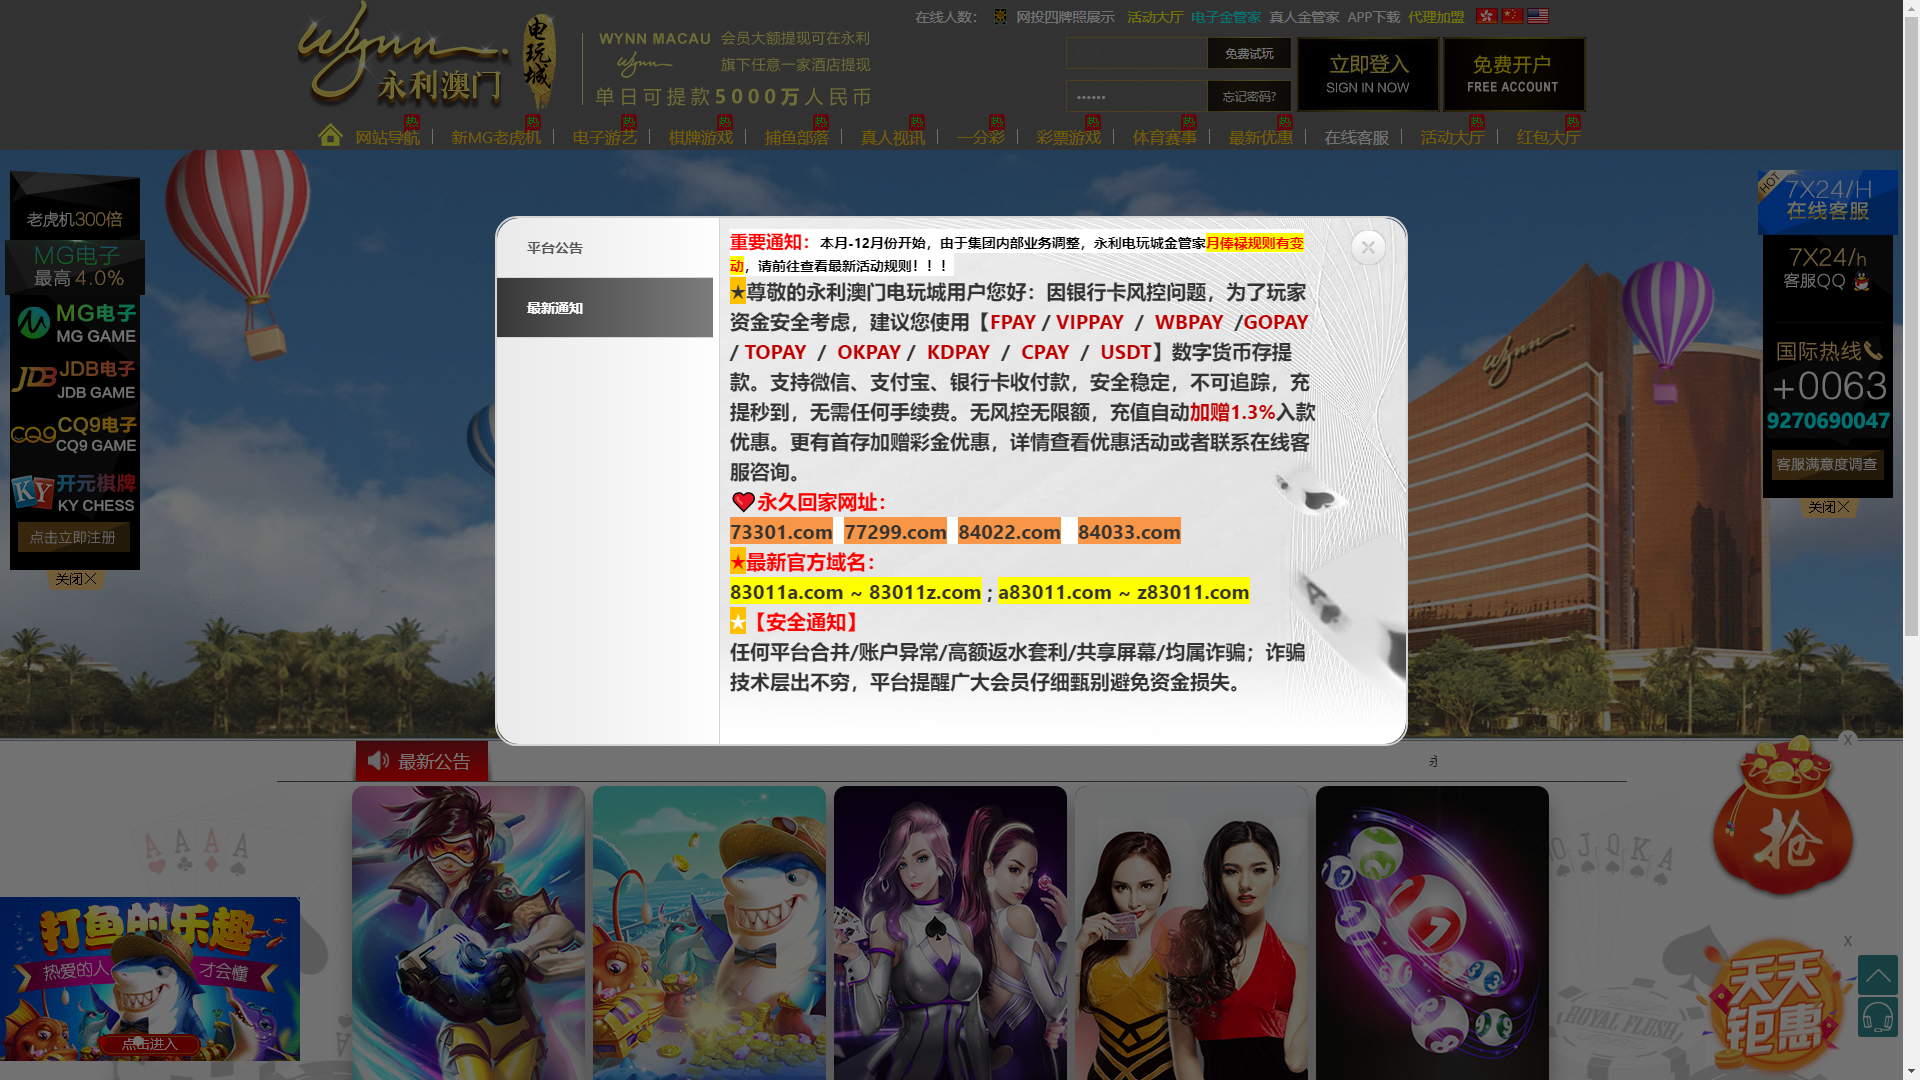 在线人数：
网投四牌照展示 活动大厅 电子金管家 真人金管家 APP下载 代理加盟
Wynn
永利澳门
电玩城
WYNN MACAU 会员大额提现可在永利
旗下任意一家酒店提现
单日可提款5000万人民币
免费试玩
忘记密码?
立即登入
SIGN IN NOW
免费开户
FREE ACCOUNT
网站导航 热
新MG老虎机 热
电子游艺 热
棋牌游戏 热
捕鱼部落 热
真人视讯 热
一分彩 热
彩票游戏 热
体育赛事 热
最新优惠 热
在线客服
活动大厅 热
红包大厅 热
老虎机300倍
MG电子
最高 4.0%
MG电子
MG GAME
JDB电子
JDB GAME
CQ9电子
CQ9 GAME
开元棋牌
KY CHESS
点击立即注册
关闭X
平台公告
最新通知
重要通知：本月-12月份开始，由于集团内部业务调整，永利电玩城金管家月俸禄规则有变
动，请前往查看最新活动规则！！！
★尊敬的永利澳门电玩城用户您好：因银行卡风控问题，为了玩家
资金安全考虑，建议您使用【FPAY / VIPPAY / WBPAY /GOPAY
/ TOPAY / OKPAY / KDPAY / CPAY / USDT】数字货币存提
款。支持微信、支付宝、银行卡收付款，安全稳定，不可追踪，充
提秒到，无需任何手续费。无风控无限额，充值自动加赠1.3%入款
优惠。更有首存加赠彩金优惠，详情查看优惠活动或者联系在线客
服咨询。
永久回家网址：
73301.com 77299.com 84022.com 84033.com
★最新官方域名：
83011a.com ~ 83011z.com ; a83011.com ~ z83011.com
★【安全通知】
任何平台合并/账户异常/高额返水套利/共享屏幕/均属诈骗；诈骗
技术层出不穷，平台提醒广大会员仔细甄别避免资金损失。
HOT
7X24/H
在线客服
7X24/h
客服QQ
国际热线
+0063
9270690047
客服满意度调查
关闭X
最新公告
打鱼的乐趣
热爱的人 才会懂
点击进入
X
抢
X
天天
钜惠
ROYAL FLUSH